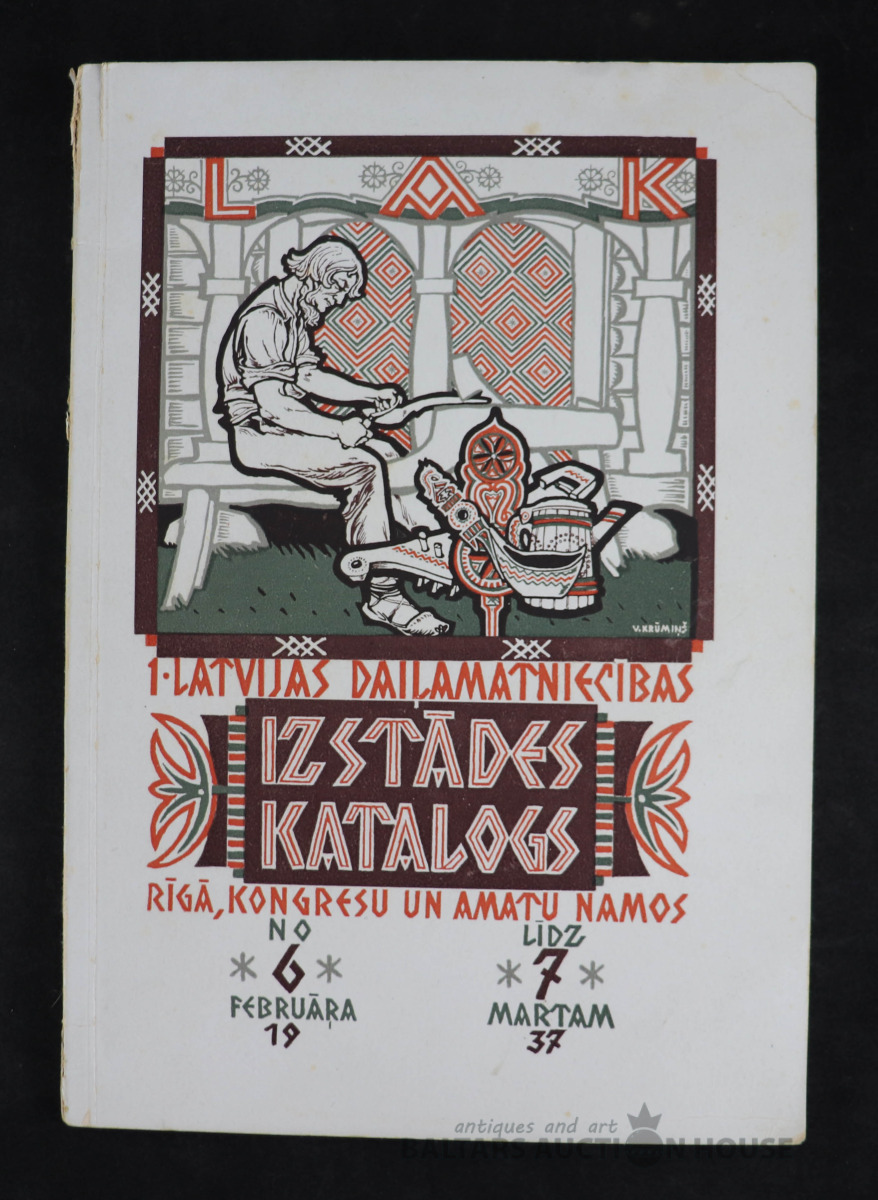 LAK
V. KRŪMIŅŠ
1·LATVIJAS DAIĻAMATNIECĪBAS
IZSTĀDES
KATALOGS
RĪGĀ, KONGRESU UN AMATU NAMOS
NO LĪDZ
* 6 * * 7 *
FEBRUĀŖA MARTAM
19 37
antiques and art
BALTARS AUCTION HOUSE